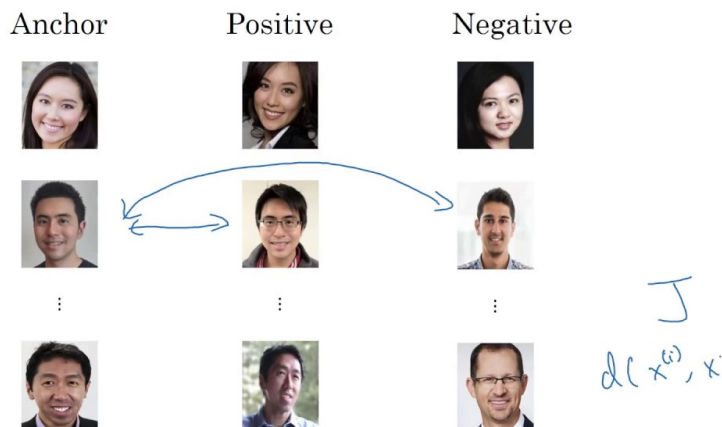 Anchor Positive Negative
⋮ ⋮ ⋮
J
d( x^(i), x